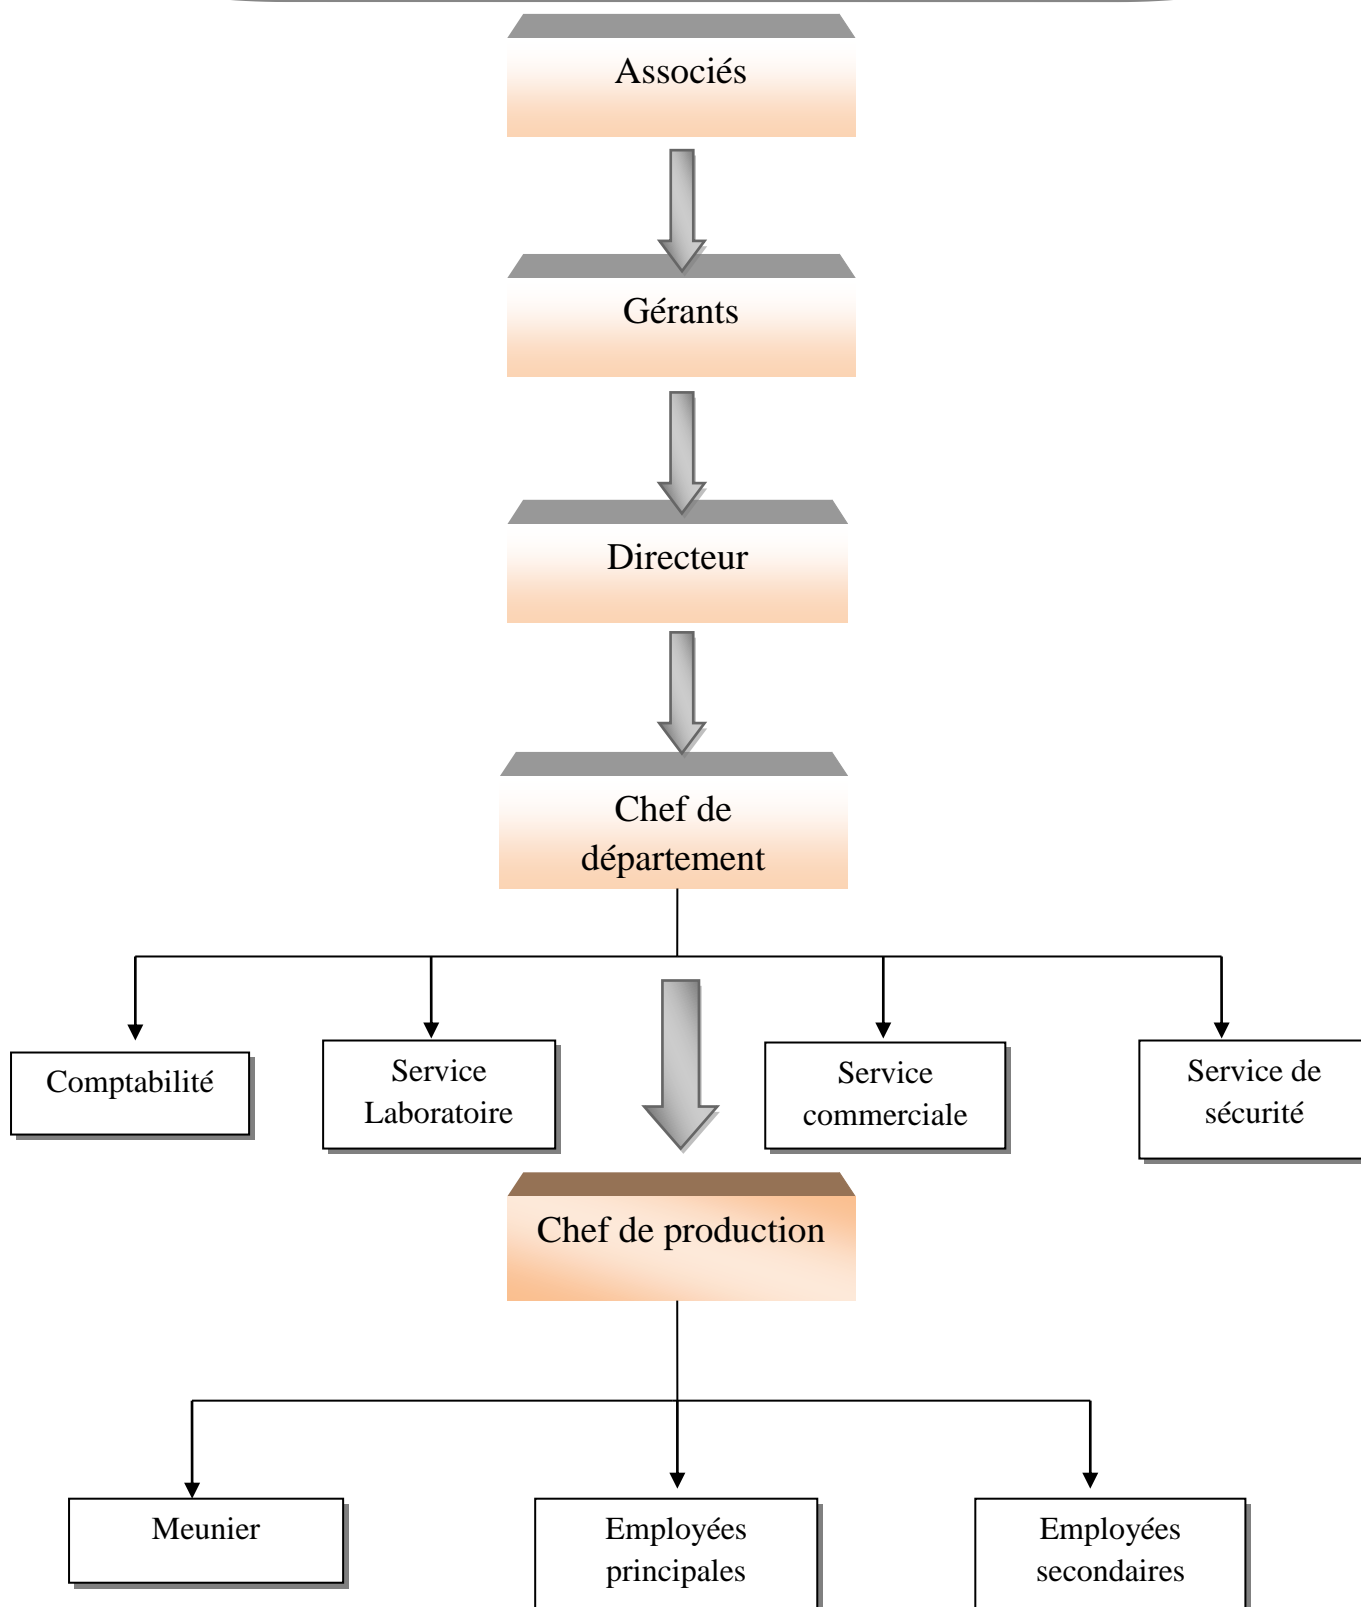 Associés
Gérants
Directeur
Chef de
département
Comptabilité
Service
Laboratoire
Service
commerciale
Service de
sécurité
Chef de production
Meunier
Employées
principales
Employées
secondaires